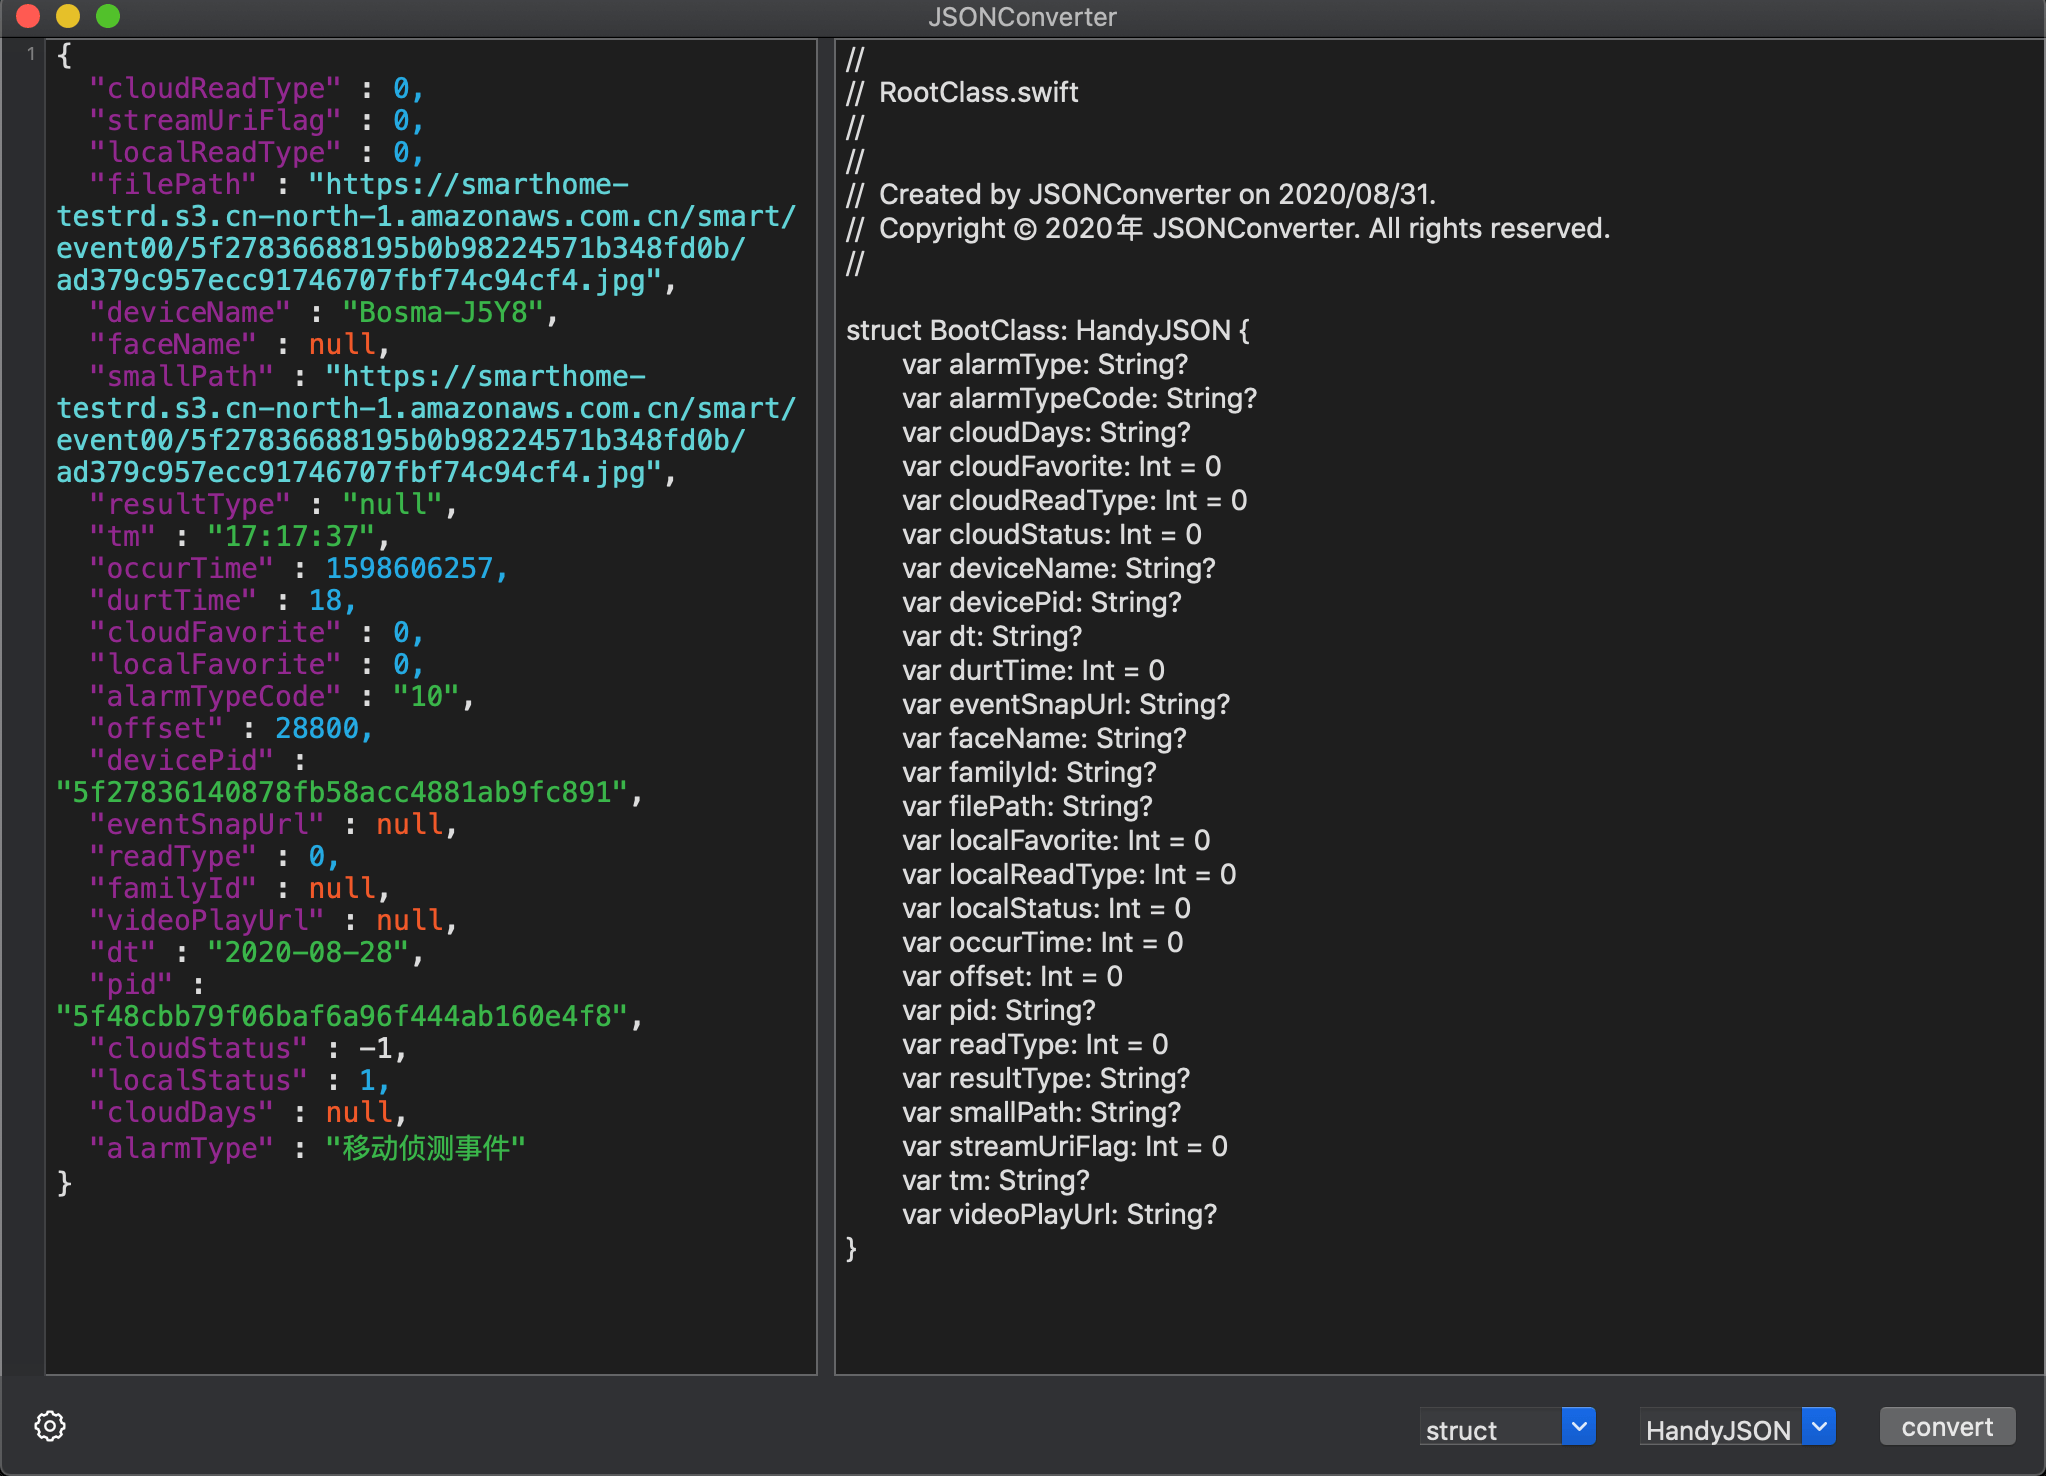 JSONConverter
1
{
"cloudReadType" : 0,
"streamUriFlag" : 0,
"localReadType" : 0,
"filePath" : "https://smarthome-
testrd.s3.cn-north-1.amazonaws.com.cn/smart/
event00/5f27836688195b0b98224571b348fd0b/
ad379c957ecc91746707fbf74c94cf4.jpg",
"deviceName" : "Bosma-J5Y8",
"faceName" : null,
"smallPath" : "https://smarthome-
testrd.s3.cn-north-1.amazonaws.com.cn/smart/
event00/5f27836688195b0b98224571b348fd0b/
ad379c957ecc91746707fbf74c94cf4.jpg",
"resultType" : "null",
"tm" : "17:17:37",
"occurTime" : 1598606257,
"durtTime" : 18,
"cloudFavorite" : 0,
"localFavorite" : 0,
"alarmTypeCode" : "10",
"offset" : 28800,
"devicePid" :
"5f27836140878fb58acc4881ab9fc891",
"eventSnapUrl" : null,
"readType" : 0,
"familyId" : null,
"videoPlayUrl" : null,
"dt" : "2020-08-28",
"pid" :
"5f48cbb79f06baf6a96f444ab160e4f8",
"cloudStatus" : -1,
"localStatus" : 1,
"cloudDays" : null,
"alarmType" : "移动侦测事件"
}
//
// RootClass.swift
//
//
// Created by JSONConverter on 2020/08/31.
// Copyright © 2020年 JSONConverter. All rights reserved.
//
struct BootClass: HandyJSON {
var alarmType: String?
var alarmTypeCode: String?
var cloudDays: String?
var cloudFavorite: Int = 0
var cloudReadType: Int = 0
var cloudStatus: Int = 0
var deviceName: String?
var devicePid: String?
var dt: String?
var durtTime: Int = 0
var eventSnapUrl: String?
var faceName: String?
var familyId: String?
var filePath: String?
var localFavorite: Int = 0
var localReadType: Int = 0
var localStatus: Int = 0
var occurTime: Int = 0
var offset: Int = 0
var pid: String?
var readType: Int = 0
var resultType: String?
var smallPath: String?
var streamUriFlag: Int = 0
var tm: String?
var videoPlayUrl: String?
}
struct
HandyJSON
convert